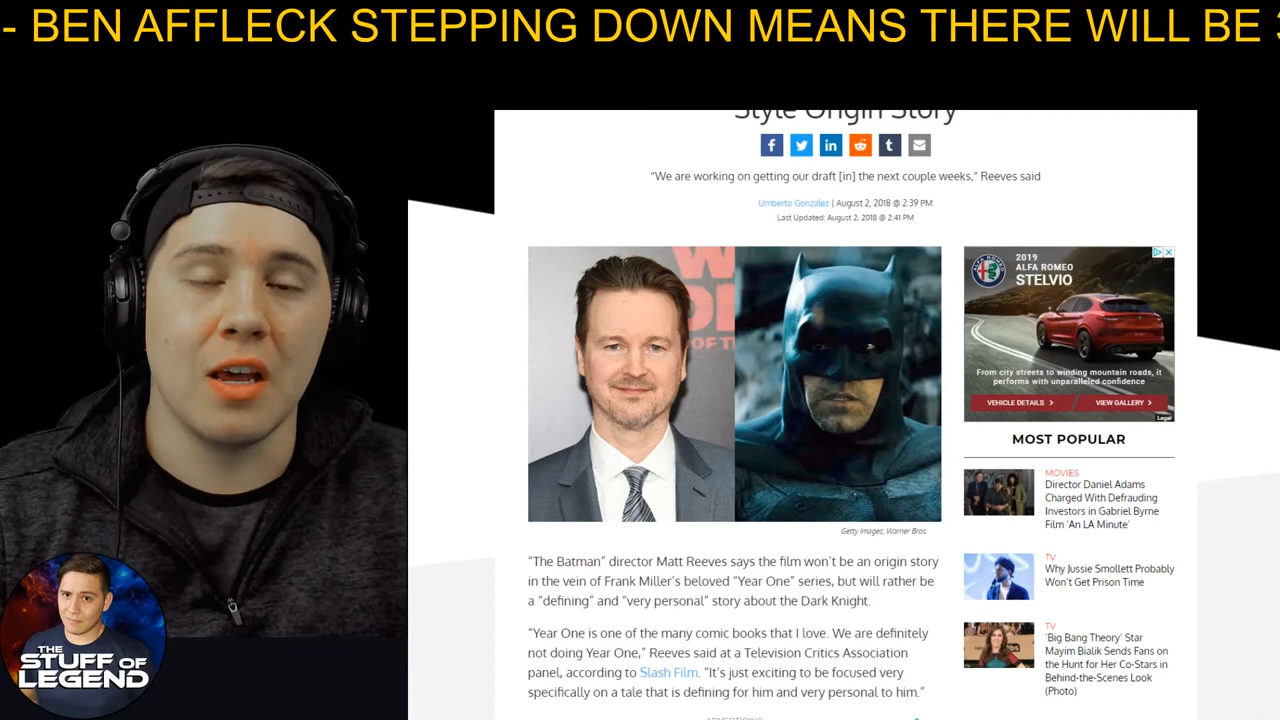 - BEN AFFLECK STEPPING DOWN MEANS THERE WILL BE
Style Origin Story
“We are working on getting our draft [in] the next couple weeks,” Reeves said
Umberto Gonzalez | August 2, 2018 @ 2:39 PM
Last Updated: August 2, 2018 @ 2:41 PM
Getty Images; Warner Bros.
“The Batman” director Matt Reeves says the film won’t be an origin story
in the vein of Frank Miller’s beloved “Year One” series, but will rather be
a “defining” and “very personal” story about the Dark Knight.
“Year One is one of the many comic books that I love. We are definitely
not doing Year One,” Reeves said at a Television Critics Association
panel, according to Slash Film. “It’s just exciting to be focused very
specifically on a tale that is defining for him and very personal to him.”
ADVERTISING
2019
ALFA ROMEO
STELVIO
From city streets to winding mountain roads, it
performs with unparalleled confidence
VEHICLE DETAILS >
VIEW GALLERY >
Legal
MOST POPULAR
MOVIES
Director Daniel Adams
Charged With Defrauding
Investors in Gabriel Byrne
Film ‘An LA Minute’
TV
Why Jussie Smollett Probably
Won’t Get Prison Time
TV
‘Big Bang Theory’ Star
Mayim Bialik Sends Fans on
the Hunt for Her Co-Stars in
Behind-the-Scenes Look
(Photo)
THE
STUFF OF
LEGEND